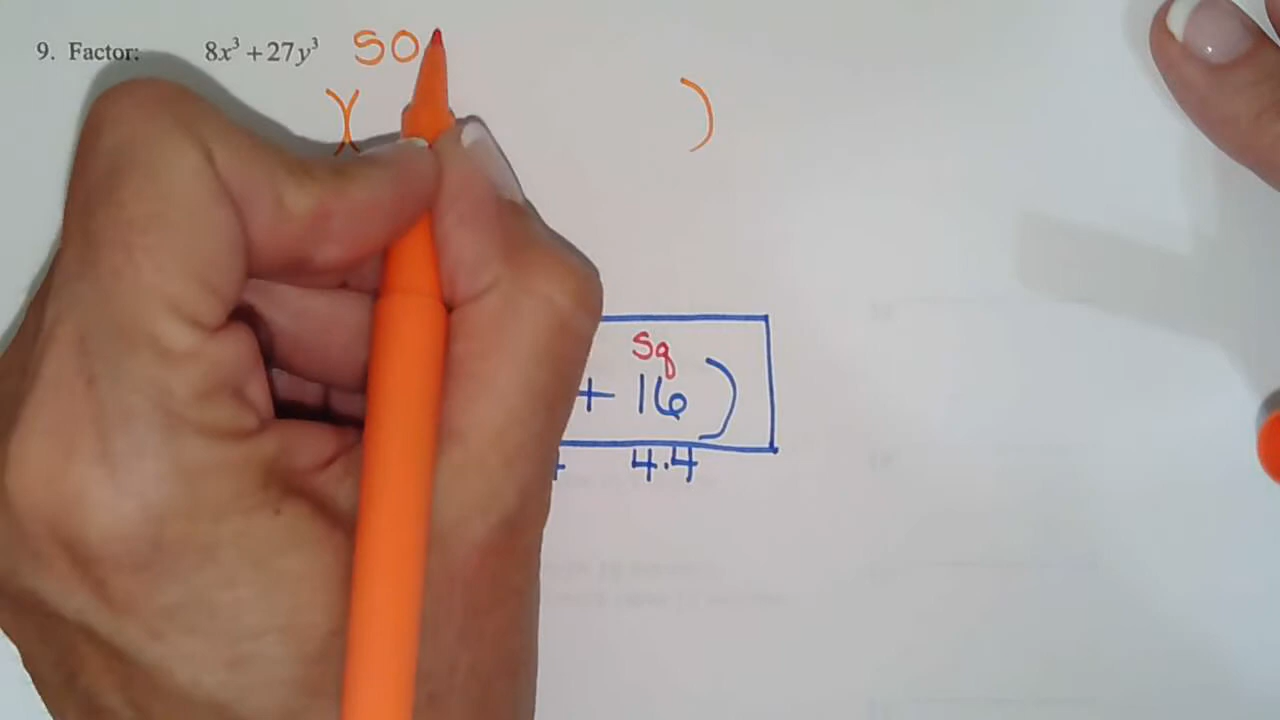 9. Factor: 8x³ + 27y³ SO
)( )
Sq
+ 16 )
4.4